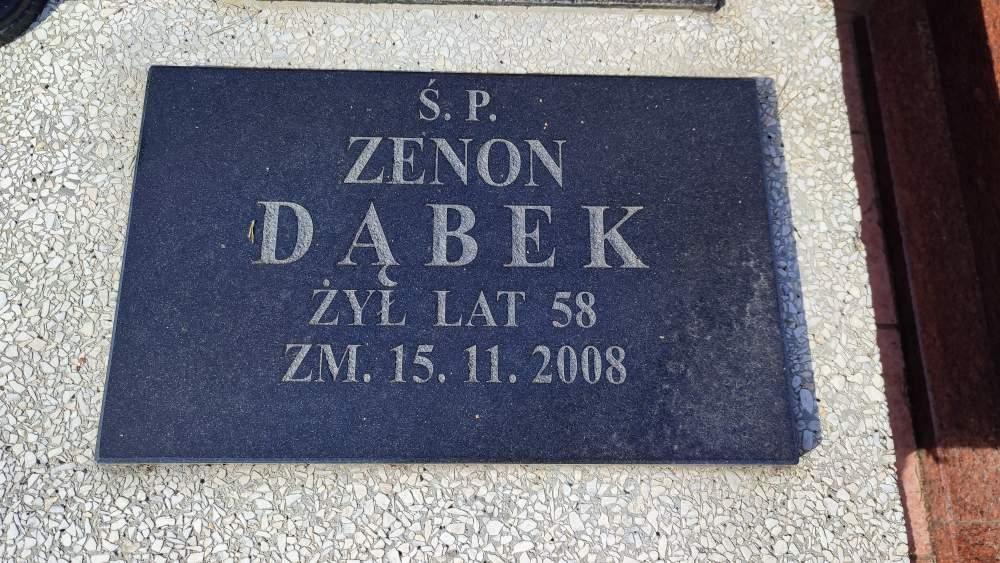 Ś. P.
ZENON
DĄBEK
ŻYŁ LAT 58
ZM. 15. 11. 2008